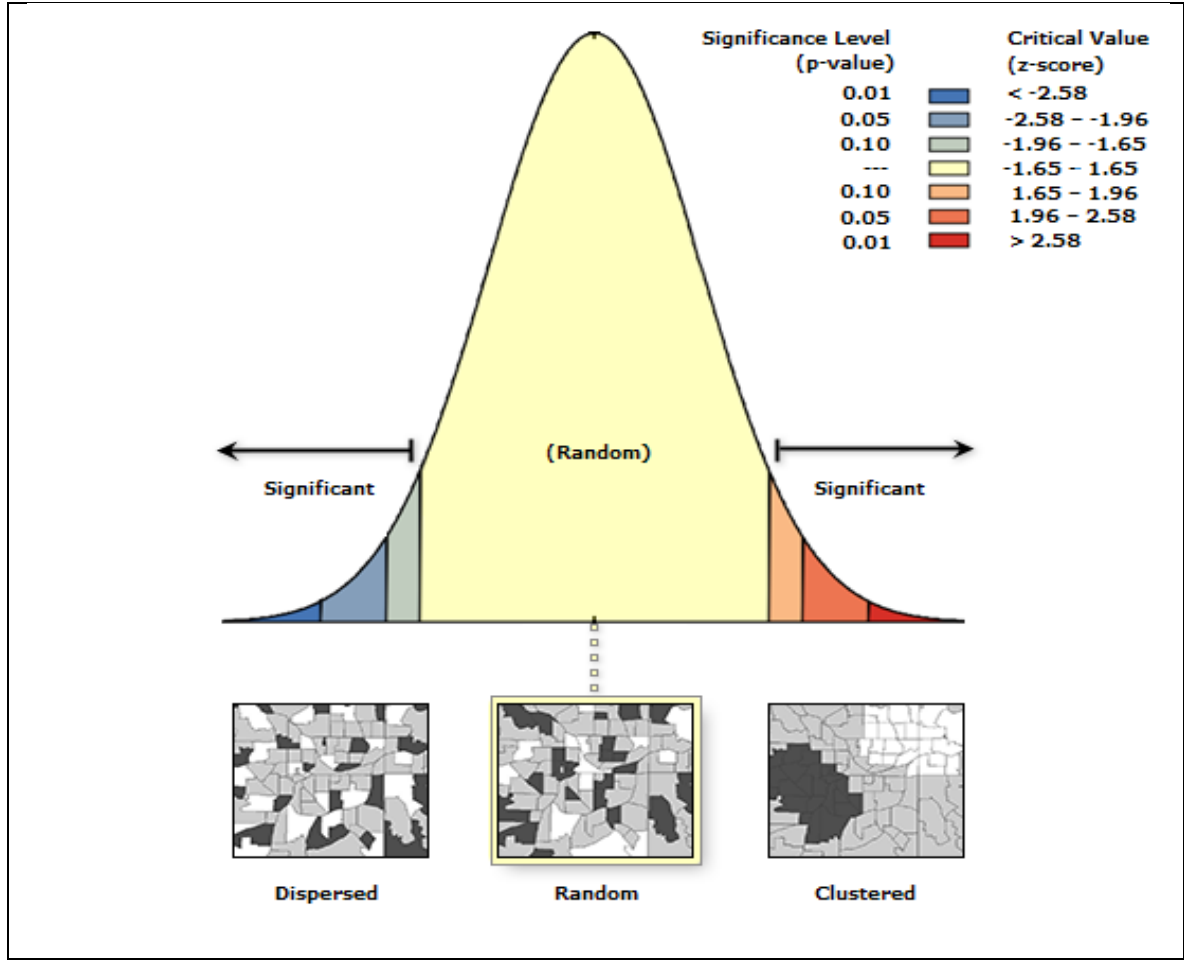 Significance Level (p-value) Critical Value (z-score)
0.01 < -2.58
0.05 -2.58 – -1.96
0.10 -1.96 – -1.65
--- -1.65 - 1.65
0.10 1.65 – 1.96
0.05 1.96 – 2.58
0.01 > 2.58
(Random)
Significant Significant
Dispersed Random Clustered